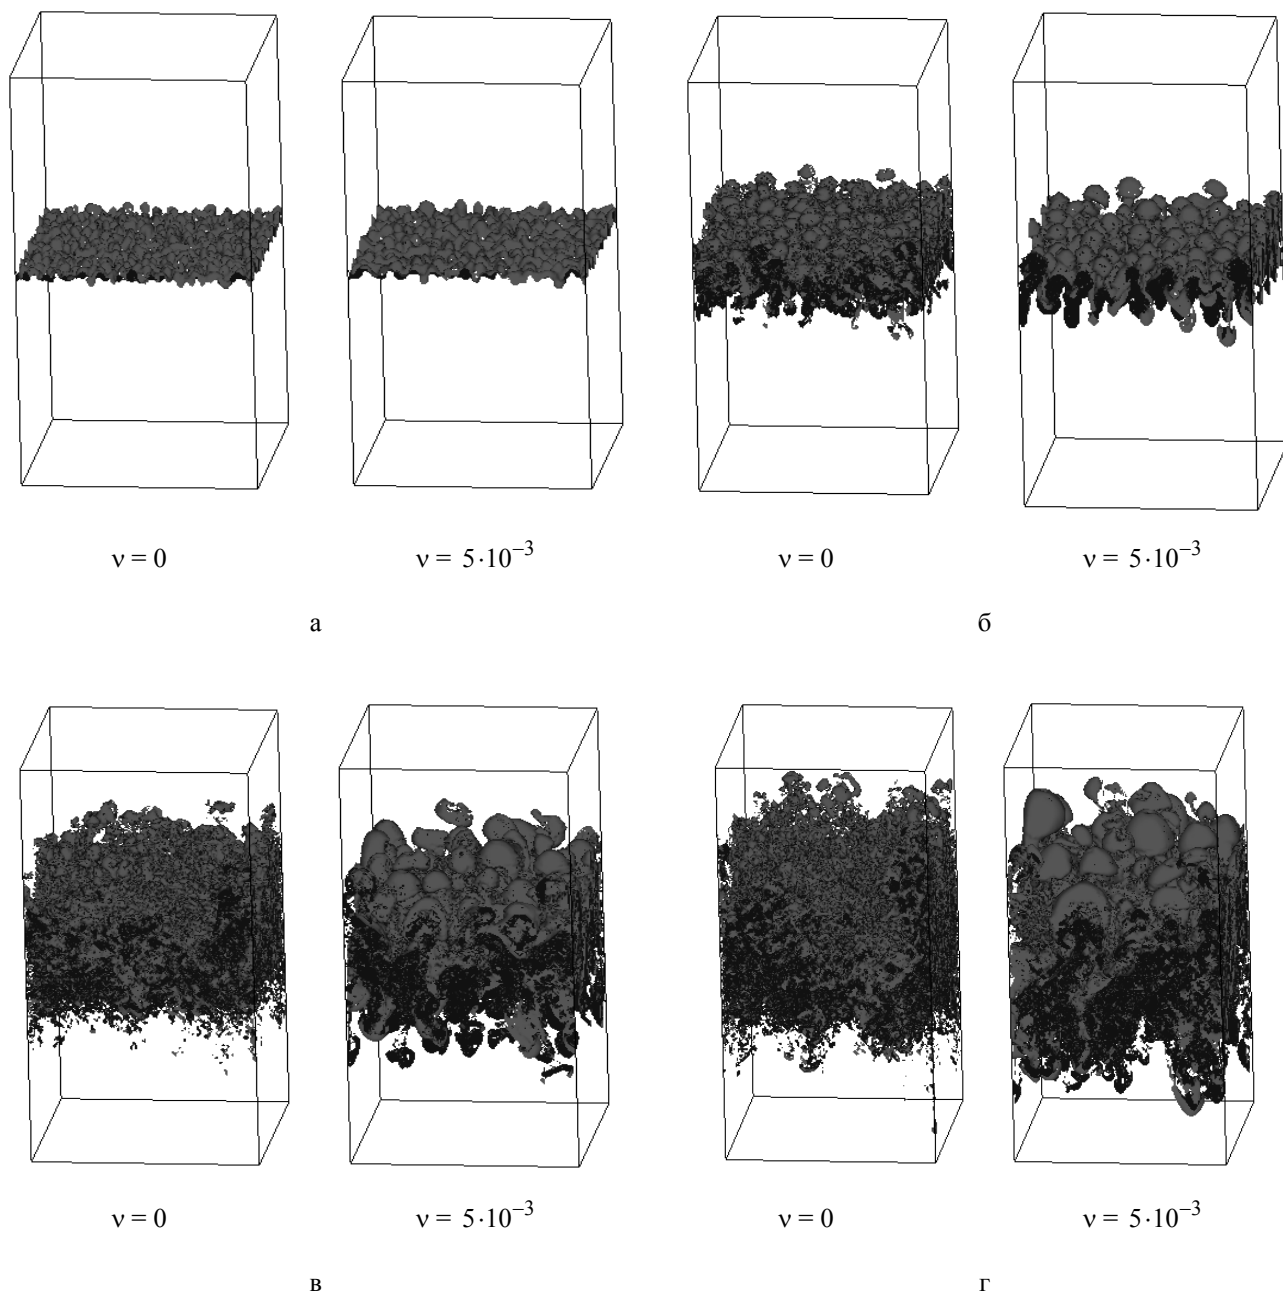 ν = 0 ν = 5·10⁻³ ν = 0 ν = 5·10⁻³
а б
ν = 0 ν = 5·10⁻³ ν = 0 ν = 5·10⁻³
в г